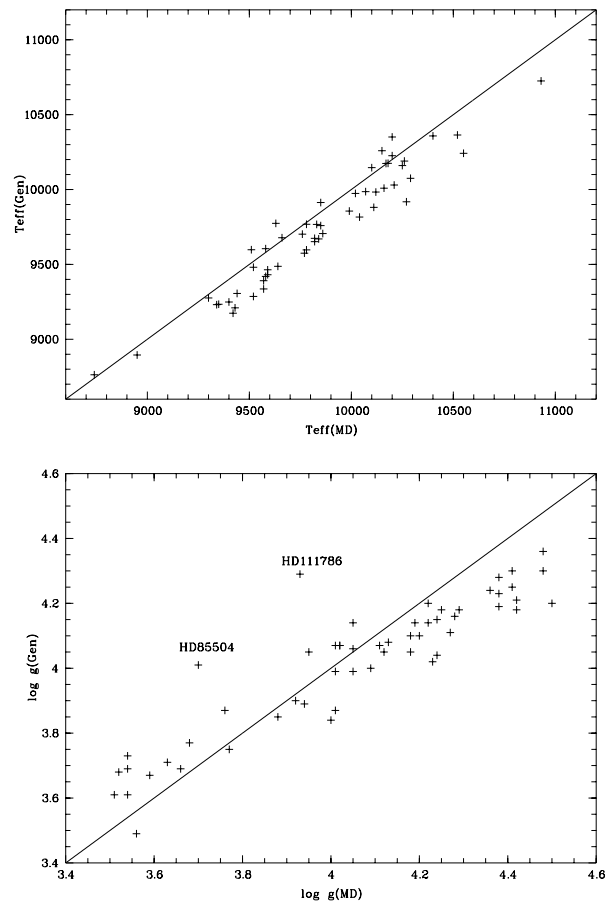 11000
10500
10000
9500
9000
Teff(Gen)
9000 9500 10000 10500 11000
Teff(MD)
4.6
4.4
4.2
4
3.8
3.6
3.4
log g(Gen)
HD111786
HD85504
3.4 3.6 3.8 4 4.2 4.4 4.6
log g(MD)